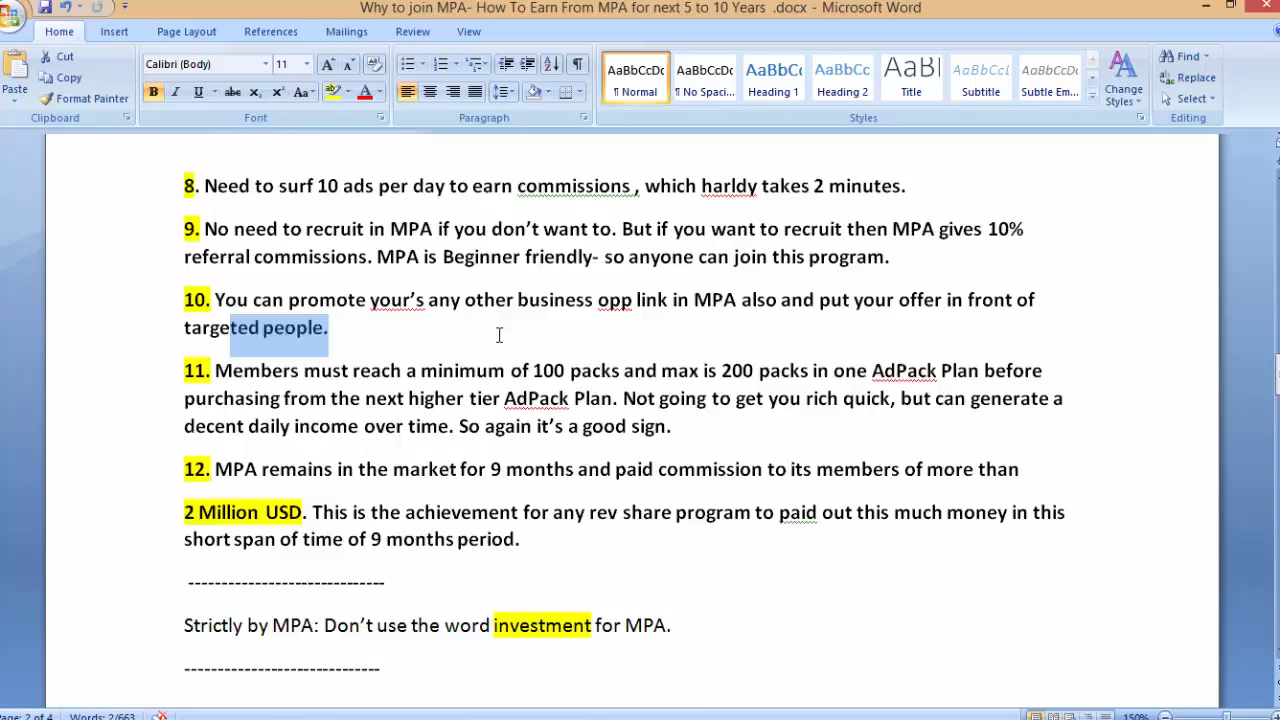 Why to join MPA- How To Earn From MPA for next 5 to 10 Years .docx - Microsoft Word
Home Insert Page Layout References Mailings Review View
Paste Cut Copy Format Painter
Clipboard
Calibri (Body) 11
Font
Paragraph
AaBbCcDc AaBbCcDc AaBbCc AaBbCc AaBl AaBbCcl AaBbCcDc
¶ Normal ¶ No Spaci... Heading 1 Heading 2 Title Subtitle Subtle Em...
Change Styles
Styles
Find Replace Select
Editing
8. Need to surf 10 ads per day to earn commissions , which harldy takes 2 minutes.
9. No need to recruit in MPA if you don’t want to. But if you want to recruit then MPA gives 10%
referral commissions. MPA is Beginner friendly- so anyone can join this program.
10. You can promote your’s any other business opp link in MPA also and put your offer in front of
targeted people.
11. Members must reach a minimum of 100 packs and max is 200 packs in one AdPack Plan before
purchasing from the next higher tier AdPack Plan. Not going to get you rich quick, but can generate a
decent daily income over time. So again it’s a good sign.
12. MPA remains in the market for 9 months and paid commission to its members of more than
2 Million USD. This is the achievement for any rev share program to paid out this much money in this
short span of time of 9 months period.
------------------------------
Strictly by MPA: Don’t use the word investment for MPA.
------------------------------
Page: 2 of 4 Words: 2/663 150%